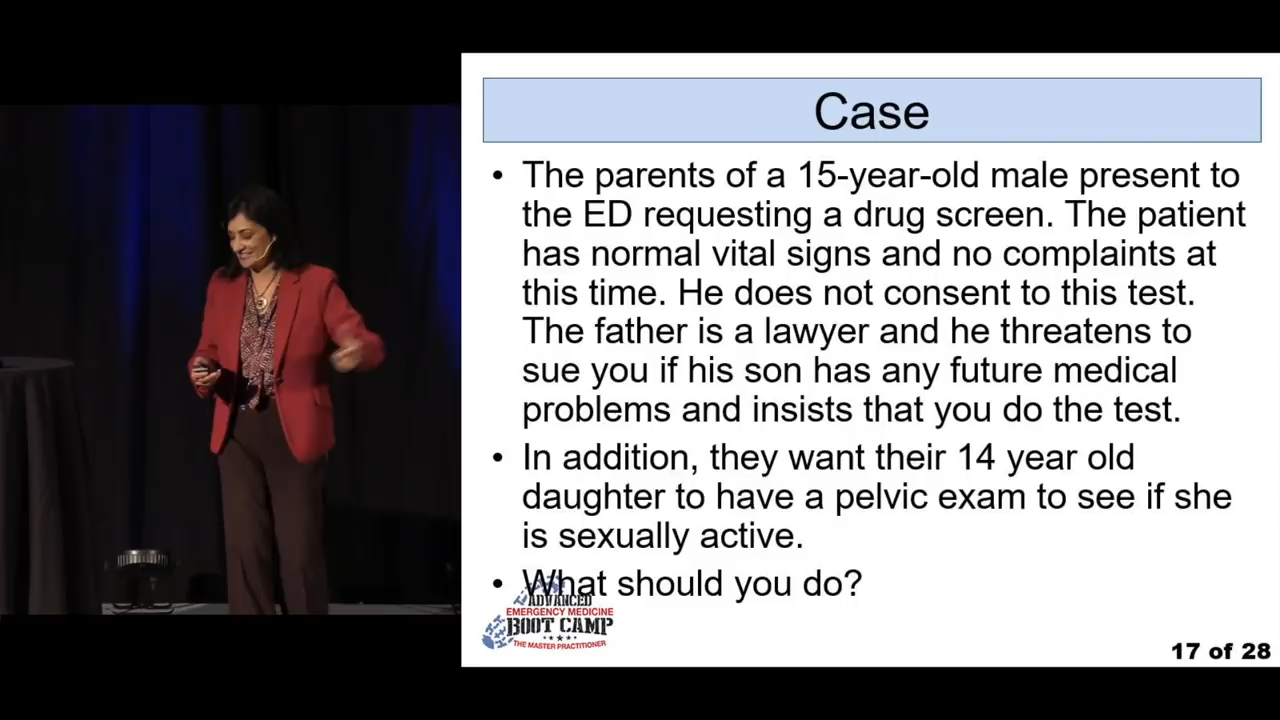 Case
• The parents of a 15-year-old male present to
the ED requesting a drug screen. The patient
has normal vital signs and no complaints at
this time. He does not consent to this test.
The father is a lawyer and he threatens to
sue you if his son has any future medical
problems and insists that you do the test.
• In addition, they want their 14 year old
daughter to have a pelvic exam to see if she
is sexually active.
• What should you do?
ADVANCED
EMERGENCY MEDICINE
BOOT CAMP
THE MASTER PRACTITIONER
17 of 28